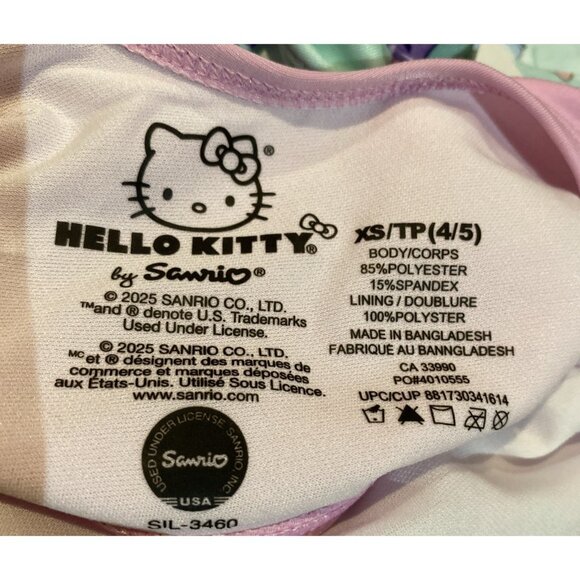 ®
HELLO KITTY®
by Sanrio®
© 2025 SANRIO CO., LTD.
™and ® denote U.S. Trademarks
Used Under License.
© 2025 SANRIO CO., LTD.
MC et ® désignent des marques de
commerce et marques déposées
aux États-Unis. Utilisé Sous Licence.
www.sanrio.com
USED UNDER LICENSE SANRIO, INC.
Sanrio
USA
SIL-3460
XS/TP(4/5)
BODY/CORPS
85%POLYESTER
15%SPANDEX
LINING / DOUBLURE
100%POLYSTER
MADE IN BANGLADESH
FABRIQUÉ AU BANNGLADESH
CA 33990
PO#4010555
UPC/CUP 881730341614